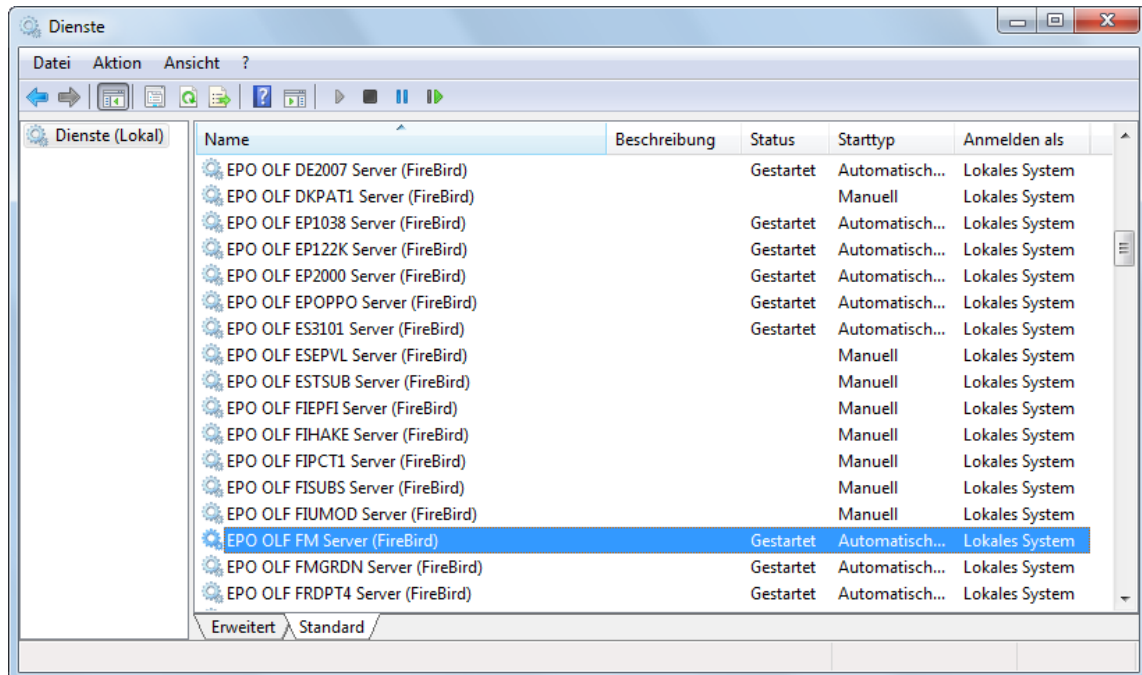 Dienste
Datei Aktion Ansicht ?
Dienste (Lokal)
Name Beschreibung Status Starttyp Anmelden als
EPO OLF DE2007 Server (FireBird) Gestartet Automatisch... Lokales System
EPO OLF DKPAT1 Server (FireBird) Manuell Lokales System
EPO OLF EP1038 Server (FireBird) Gestartet Automatisch... Lokales System
EPO OLF EP122K Server (FireBird) Gestartet Automatisch... Lokales System
EPO OLF EP2000 Server (FireBird) Gestartet Automatisch... Lokales System
EPO OLF EPOPPO Server (FireBird) Gestartet Automatisch... Lokales System
EPO OLF ES3101 Server (FireBird) Gestartet Automatisch... Lokales System
EPO OLF ESEPVL Server (FireBird) Manuell Lokales System
EPO OLF ESTSUB Server (FireBird) Manuell Lokales System
EPO OLF FIEPFI Server (FireBird) Manuell Lokales System
EPO OLF FIHAKE Server (FireBird) Manuell Lokales System
EPO OLF FIPCT1 Server (FireBird) Manuell Lokales System
EPO OLF FISUBS Server (FireBird) Manuell Lokales System
EPO OLF FIUMOD Server (FireBird) Manuell Lokales System
EPO OLF FM Server (FireBird) Gestartet Automatisch... Lokales System
EPO OLF FMGRDN Server (FireBird) Gestartet Automatisch... Lokales System
EPO OLF FRDPT4 Server (FireBird) Gestartet Automatisch... Lokales System
Erweitert Standard